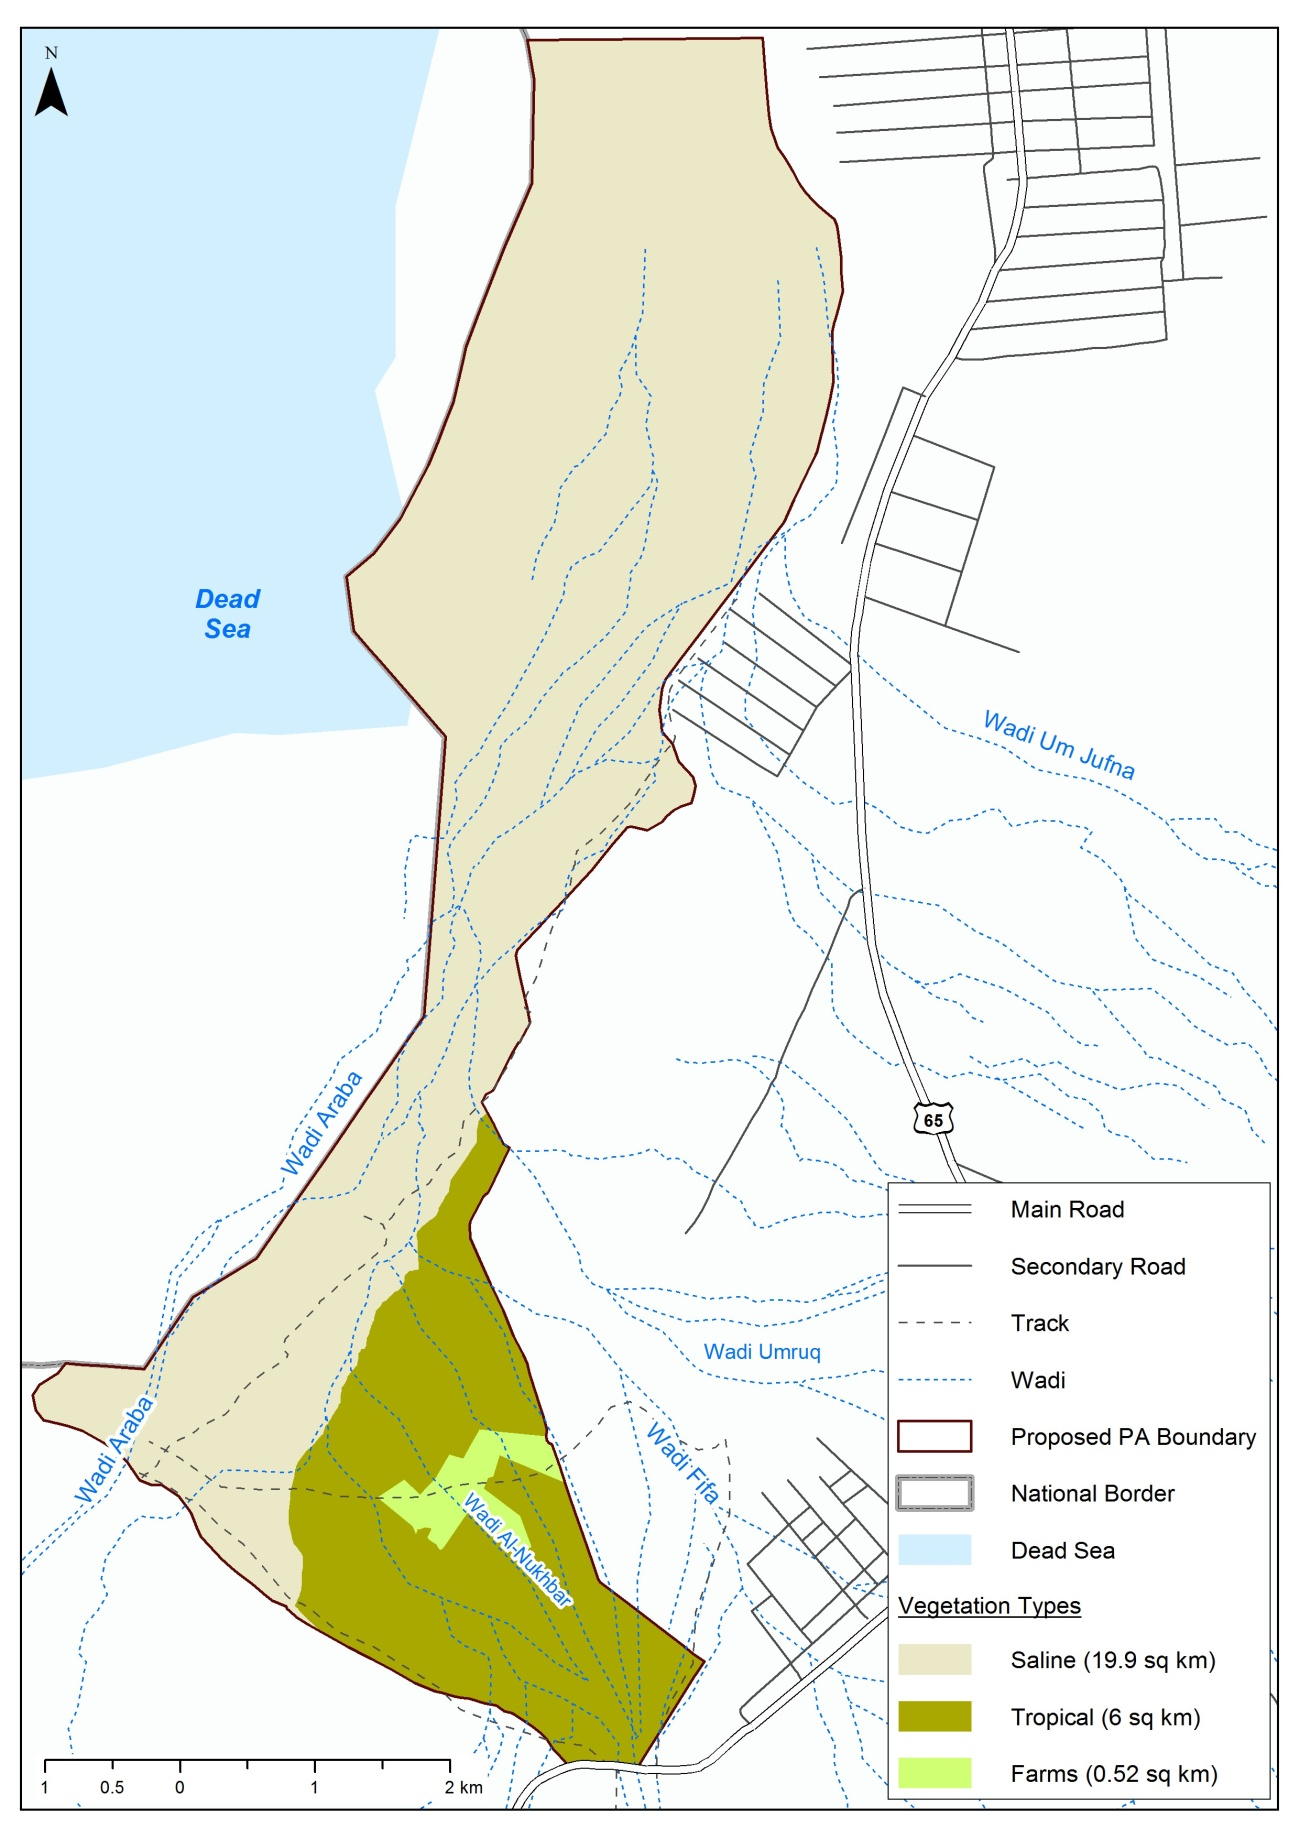 N
Dead
Sea
Wadi Um Jufna
Wadi Araba
65
Wadi Umruq
Wadi Araba
Wadi Fifa
Wadi Al-Nukhbar
Main Road
Secondary Road
Track
Wadi
Proposed PA Boundary
National Border
Dead Sea
Vegetation Types
Saline (19.9 sq km)
Tropical (6 sq km)
Farms (0.52 sq km)
1 0.5 0 1 2 km